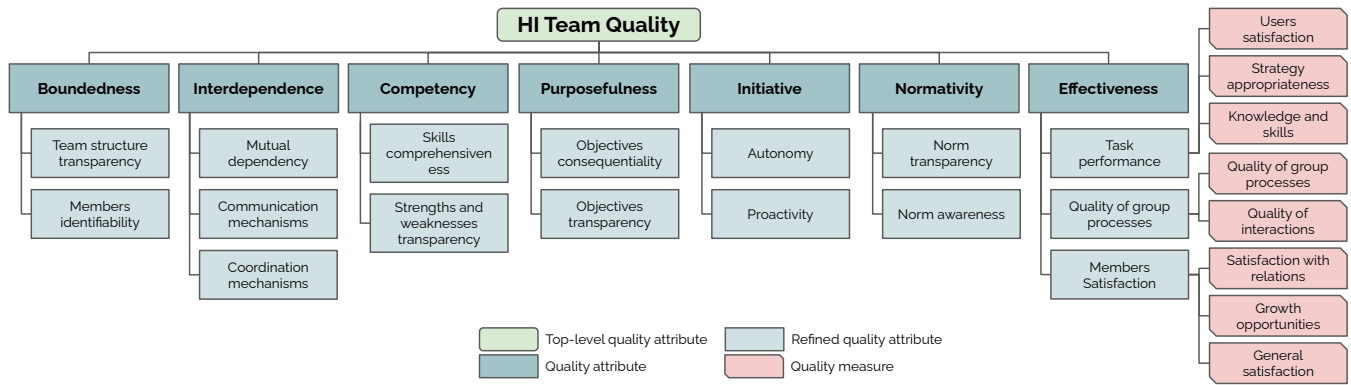 HI Team Quality
Boundedness
Team structure
transparency
Members
identifiability
Interdependence
Mutual
dependency
Communication
mechanisms
Coordination
mechanisms
Competency
Skills
comprehensiven
ess
Strengths and
weaknesses
transparency
Purposefulness
Objectives
consequentiality
Objectives
transparency
Initiative
Autonomy
Proactivity
Normativity
Norm
transparency
Norm awareness
Effectiveness
Task
performance
Quality of group
processes
Members
Satisfaction
Users
satisfaction
Strategy
appropriateness
Knowledge and
skills
Quality of group
processes
Quality of
interactions
Satisfaction with
relations
Growth
opportunities
General
satisfaction
Top-level quality attribute
Quality attribute
Refined quality attribute
Quality measure